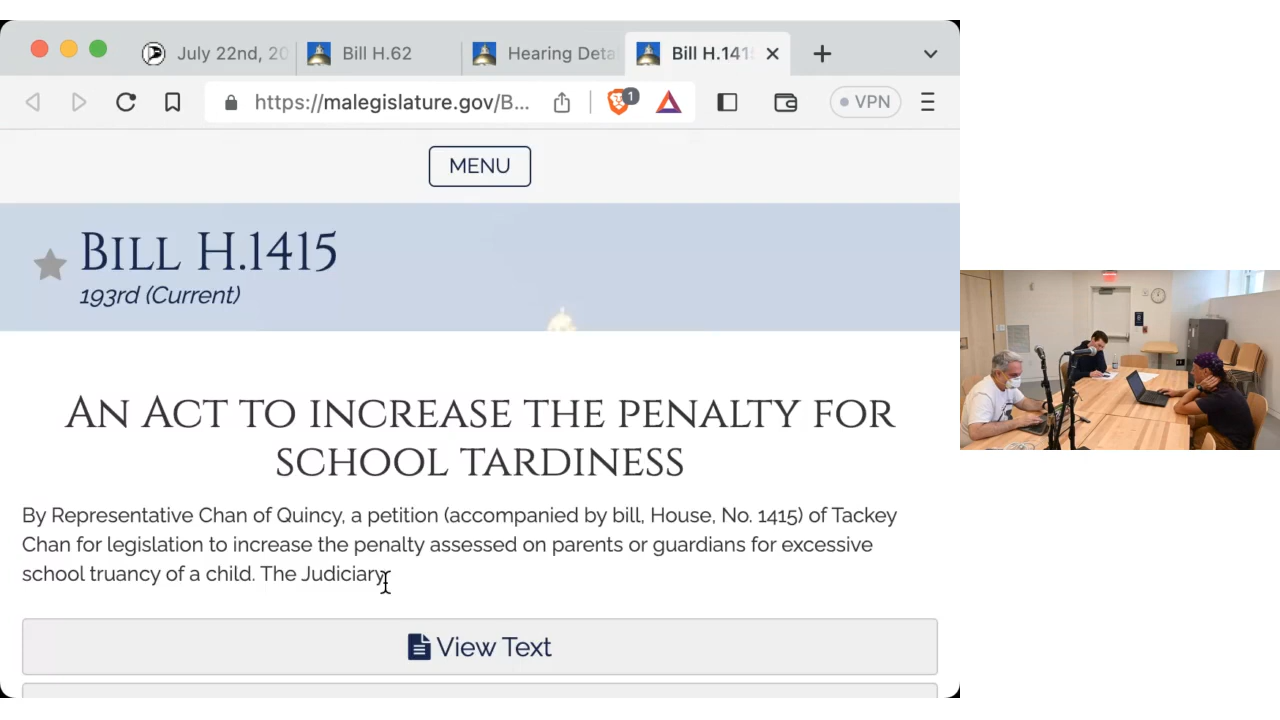 July 22nd, 20
Bill H.62
Hearing Deta
Bill H.141
https://malegislature.gov/B...
1
VPN
MENU
BILL H.1415
193rd (Current)
AN ACT TO INCREASE THE PENALTY FOR
SCHOOL TARDINESS
By Representative Chan of Quincy, a petition (accompanied by bill, House, No. 1415) of Tackey
Chan for legislation to increase the penalty assessed on parents or guardians for excessive
school truancy of a child. The Judiciary.
View Text